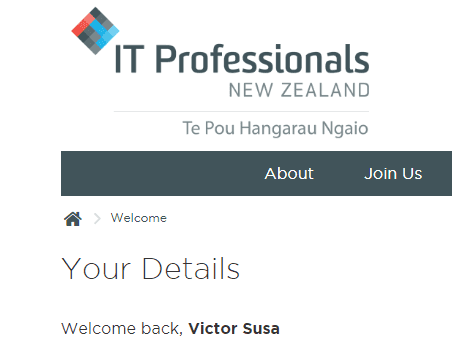 IT Professionals
NEW ZEALAND
Te Pou Hangarau Ngaio
About Join Us
Welcome
Your Details
Welcome back, Victor Susa